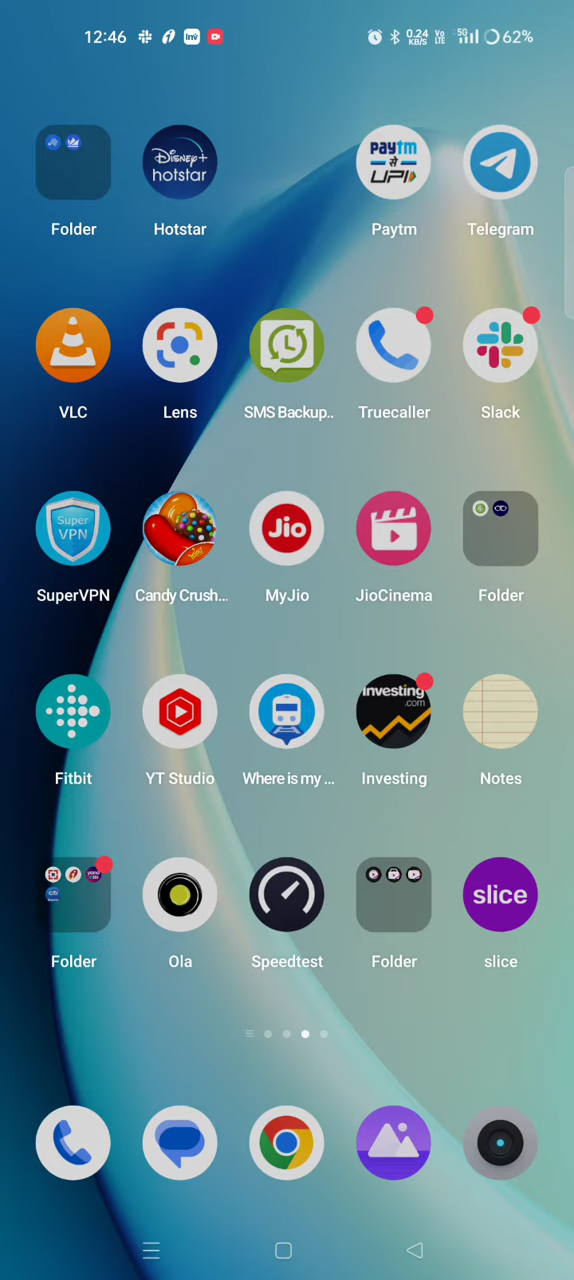 12:46 Inv 0.24 KB/S Vo LTE 5G 62%
Disney+ hotstar
Paytm से UPI
Folder Hotstar Paytm Telegram
VLC Lens SMS Backup.. Truecaller Slack
Super VPN
Jio
SuperVPN Candy Crush... MyJio JioCinema Folder
Investing .com
Fitbit YT Studio Where is my ... Investing Notes
slice
Folder Ola Speedtest Folder slice